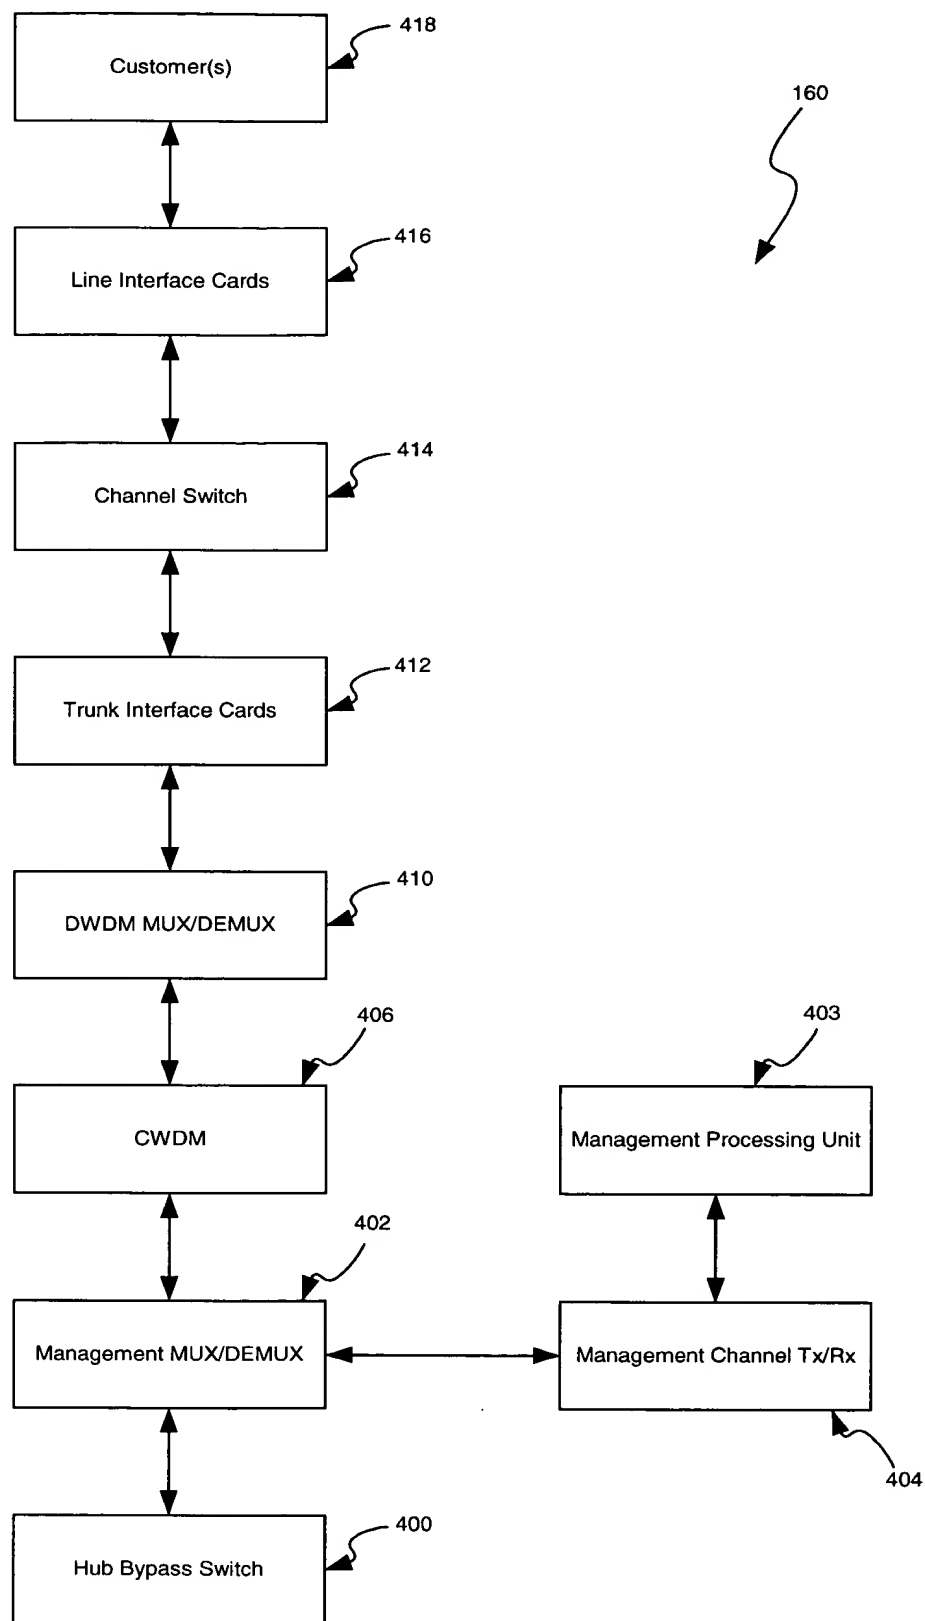 418
Customer(s)
160
416
Line Interface Cards
414
Channel Switch
412
Trunk Interface Cards
410
DWDM MUX/DEMUX
406
403
CWDM
Management Processing Unit
402
Management MUX/DEMUX
Management Channel Tx/Rx
404
400
Hub Bypass Switch